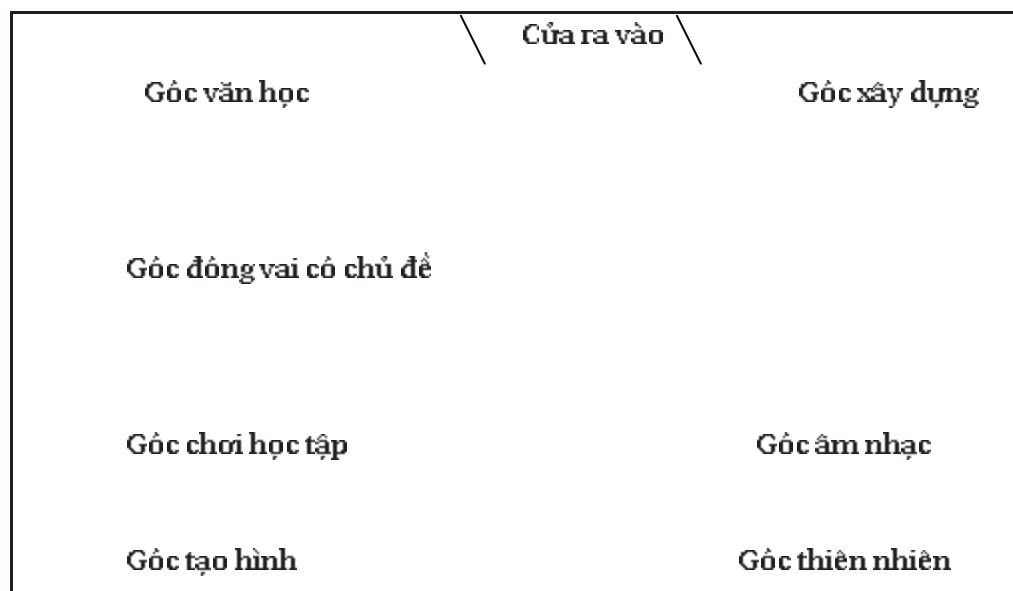 Cửa ra vào
Góc văn học
Góc xây dựng
Góc đóng vai có chủ đề
Góc chơi học tập
Góc âm nhạc
Góc tạo hình
Góc thiên nhiên